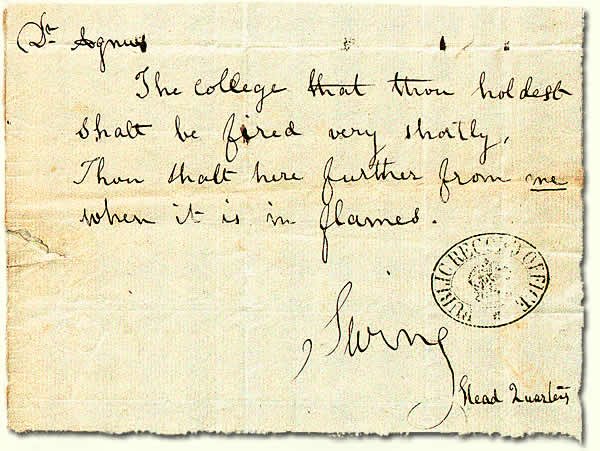 Dr
The college that thou holdest
shalt be fired very shortly,
Thou shalt here further from me
when it is in flames.
PUBLIC RECORD OFFICE
Swing
Head Quarters